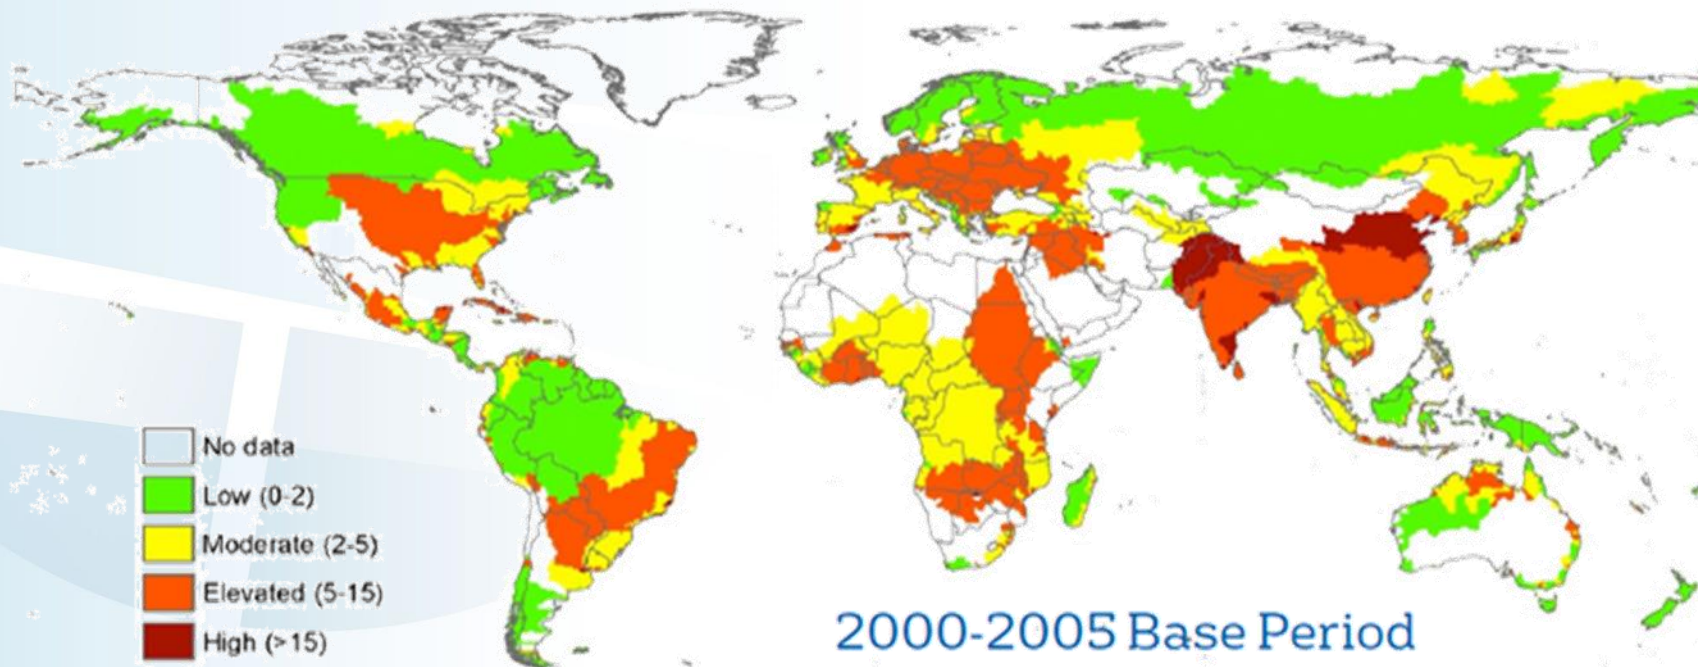 No data
Low (0-2)
Moderate (2-5)
Elevated (5-15)
High (>15)
2000-2005 Base Period